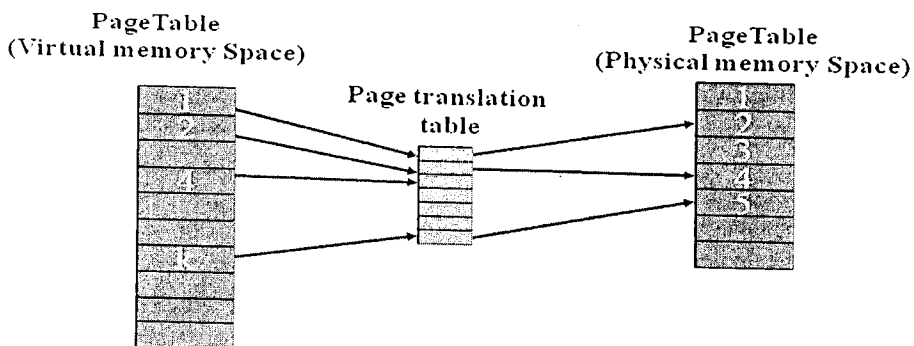 PageTable
(Virtual memory Space)
1
2
4
K
Page translation
table
PageTable
(Physical memory Space)
1
2
3
4
5